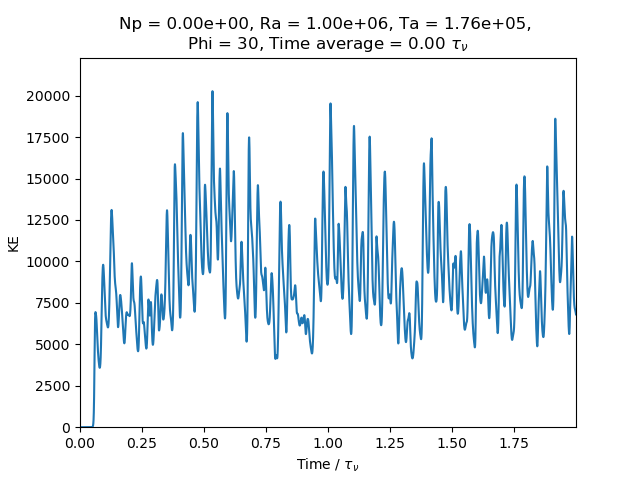 Np = 0.00e+00, Ra = 1.00e+06, Ta = 1.76e+05,
Phi = 30, Time average = 0.00 τν
KE
20000
17500
15000
12500
10000
7500
5000
2500
0
0.00 0.25 0.50 0.75 1.00 1.25 1.50 1.75
Time / τν